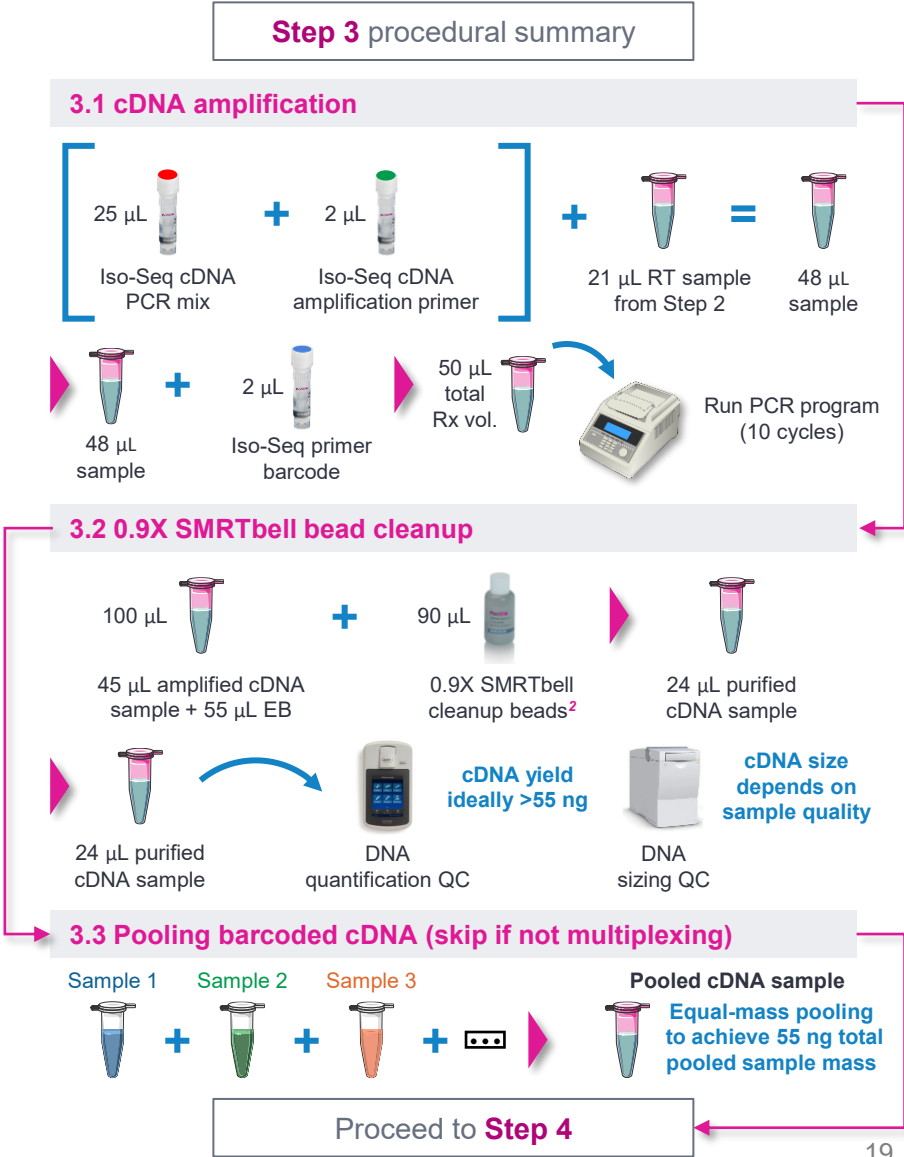 Step 3 procedural summary
3.1 cDNA amplification
25 µL
2 µL
Iso-Seq cDNA
PCR mix
Iso-Seq cDNA
amplification primer
21 µL RT sample
from Step 2
48 µL
sample
48 µL
sample
2 µL
Iso-Seq primer
barcode
50 µL
total
Rx vol.
Run PCR program
(10 cycles)
3.2 0.9X SMRTbell bead cleanup
100 µL
90 µL
45 µL amplified cDNA
sample + 55 µL EB
0.9X SMRTbell
cleanup beads2
24 µL purified
cDNA sample
24 µL purified
cDNA sample
cDNA yield
ideally >55 ng
DNA
quantification QC
cDNA size
depends on
sample quality
DNA
sizing QC
3.3 Pooling barcoded cDNA (skip if not multiplexing)
Sample 1
Sample 2
Sample 3
Pooled cDNA sample
Equal-mass pooling
to achieve 55 ng total
pooled sample mass
Proceed to Step 4
19